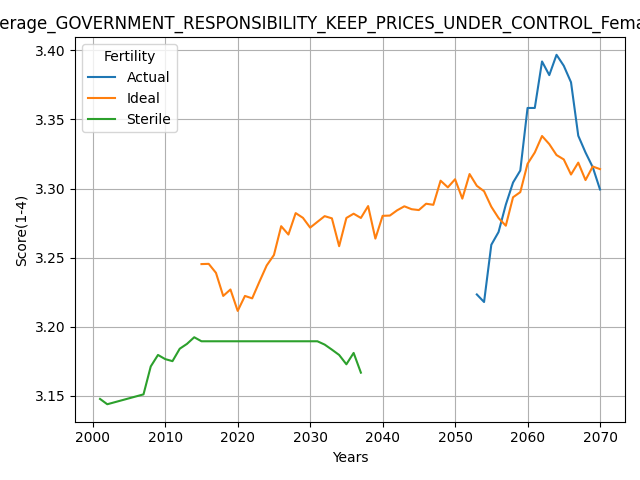 erage_GOVERNMENT_RESPONSIBILITY_KEEP_PRICES_UNDER_CONTROL_Fema
Fertility
Actual
Ideal
Sterile
Score(1-4)
3.40
3.35
3.30
3.25
3.20
3.15
2000 2010 2020 2030 2040 2050 2060 2070
Years